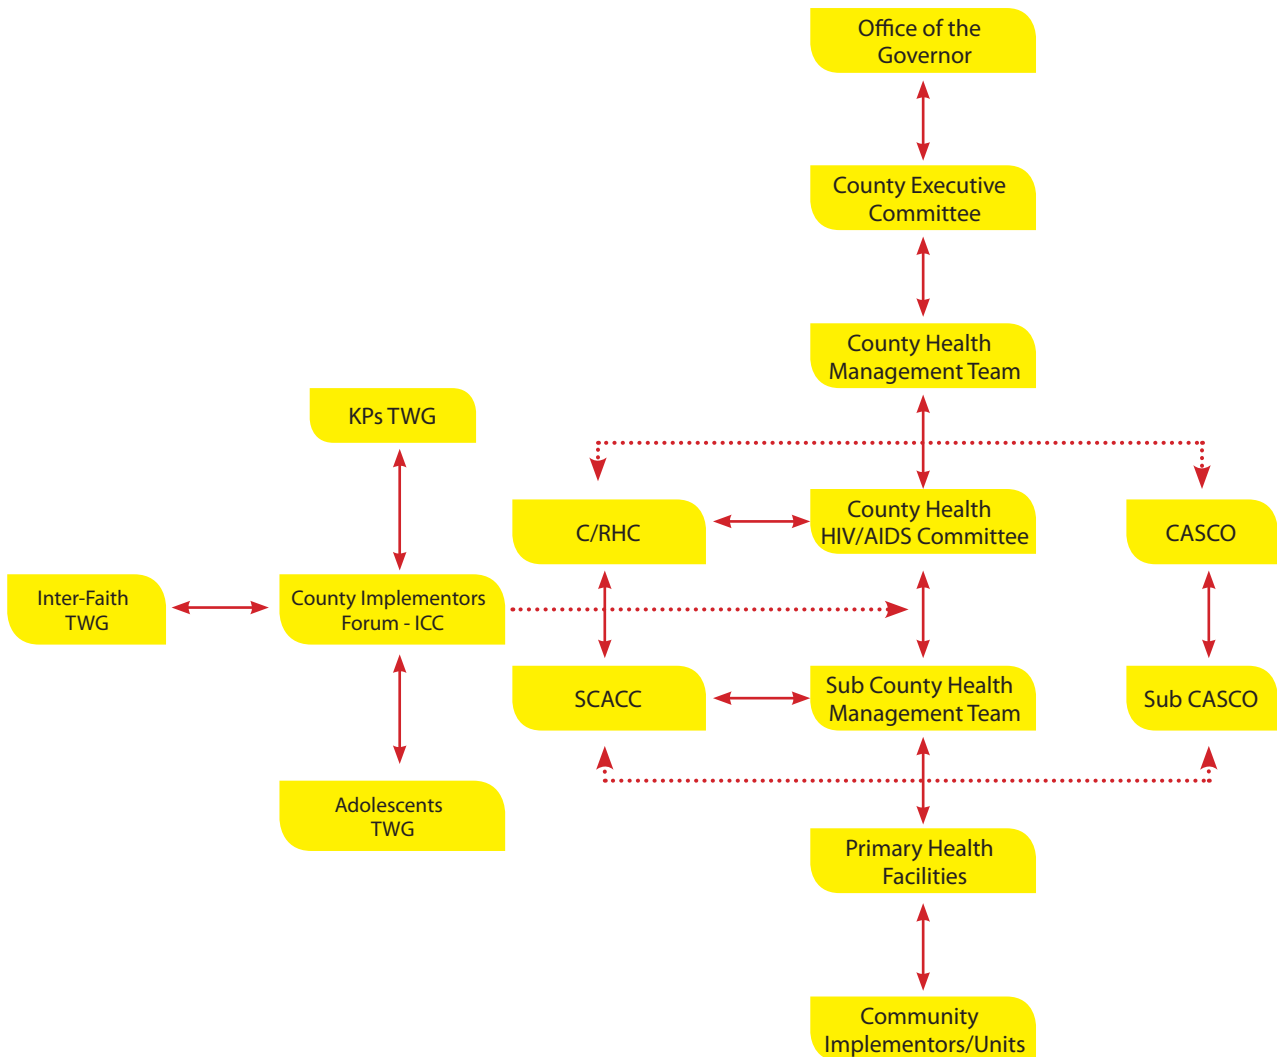 Office of the
Governor
County Executive
Committee
County Health
Management Team
KPs TWG
C/RHC
County Health
HIV/AIDS Committee
CASCO
Inter-Faith
TWG
County Implementors
Forum - ICC
SCACC
Sub County Health
Management Team
Sub CASCO
Adolescents
TWG
Primary Health
Facilities
Community
Implementors/Units